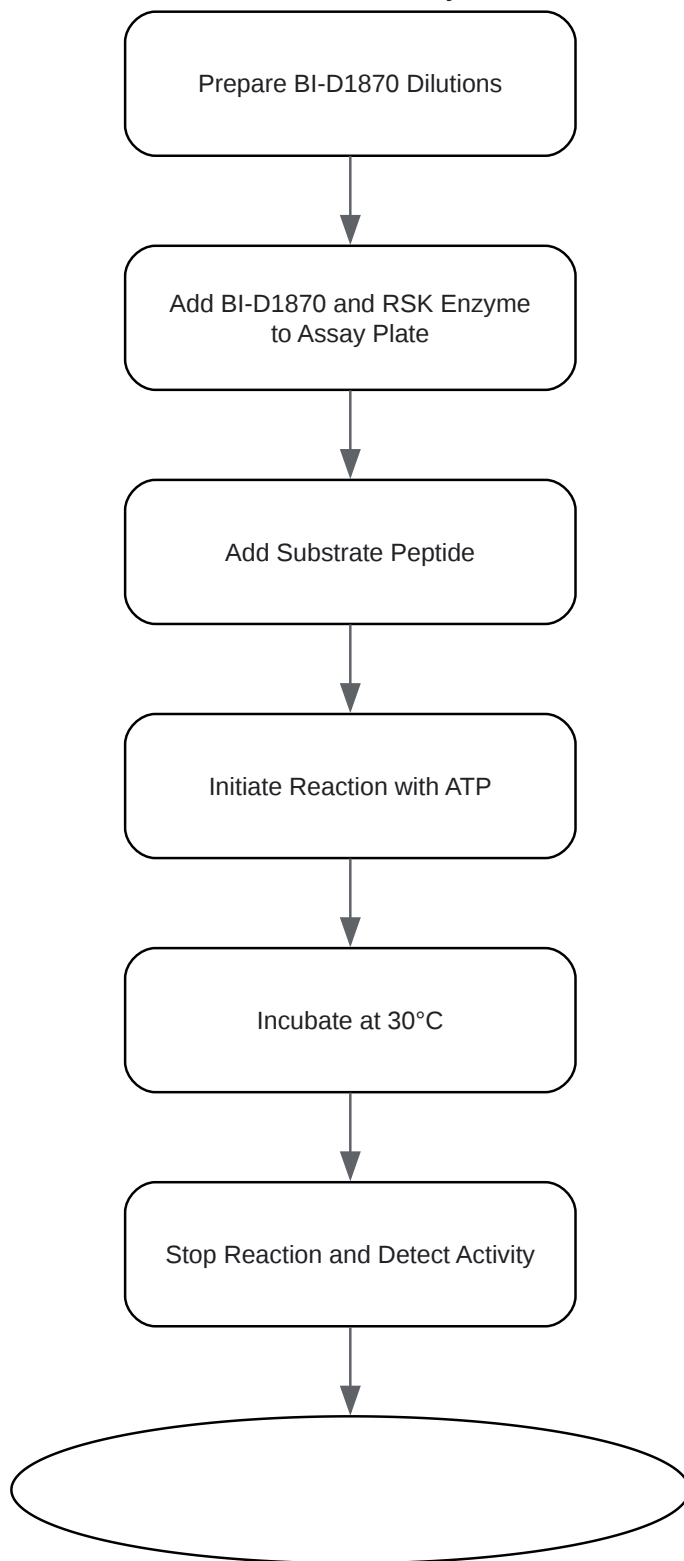 Prepare BI-D1870 Dilutions
Add BI-D1870 and RSK Enzyme
to Assay Plate
Add Substrate Peptide
Initiate Reaction with ATP
Incubate at 30°C
Stop Reaction and Detect Activity